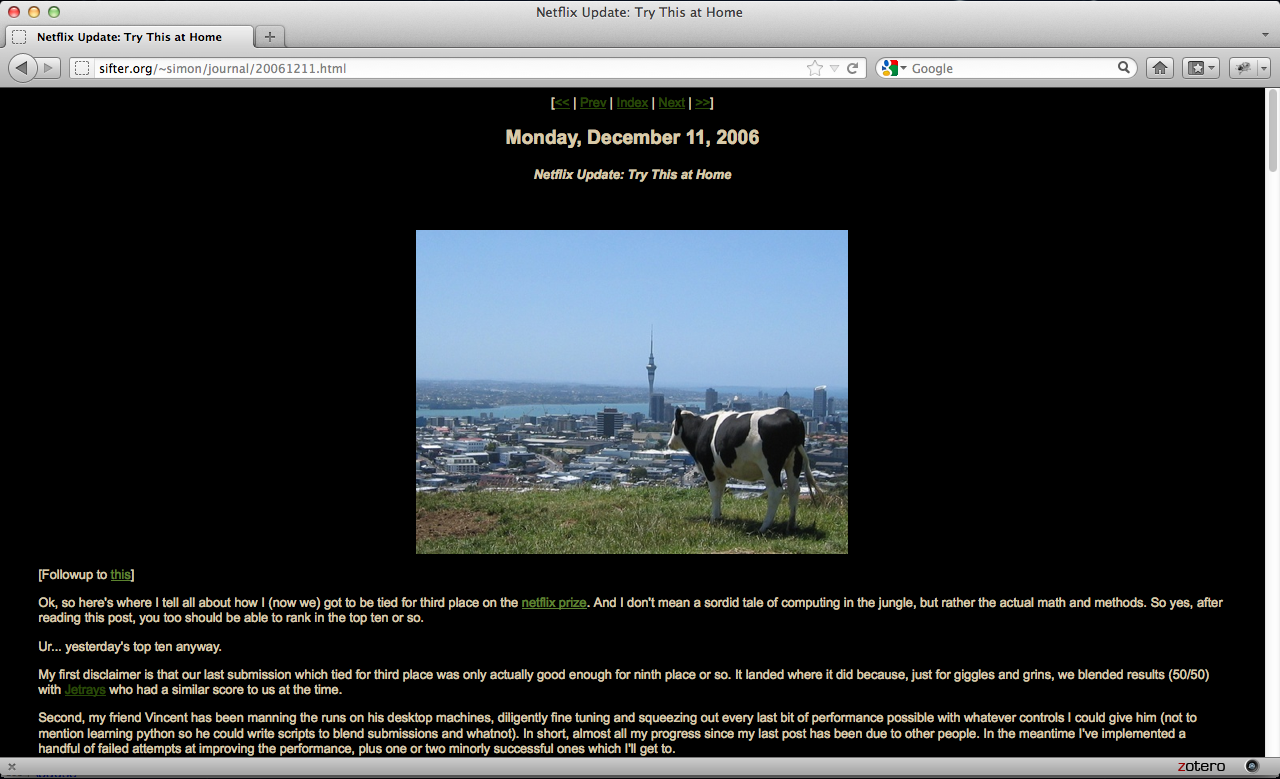 Netflix Update: Try This at Home
Netflix Update: Try This at Home
sifter.org/~simon/journal/20061211.html
Google
[<< | Prev | Index | Next | >>]
Monday, December 11, 2006
Netflix Update: Try This at Home
[Followup to this]
Ok, so here's where I tell all about how I (now we) got to be tied for third place on the netflix prize. And I don't mean a sordid tale of computing in the jungle, but rather the actual math and methods. So yes, after
reading this post, you too should be able to rank in the top ten or so.
Ur... yesterday's top ten anyway.
My first disclaimer is that our last submission which tied for third place was only actually good enough for ninth place or so. It landed where it did because, just for giggles and grins, we blended results (50/50)
with Jetrays who had a similar score to us at the time.
Second, my friend Vincent has been manning the runs on his desktop machines, diligently fine tuning and squeezing out every last bit of performance possible with whatever controls I could give him (not to
mention learning python so he could write scripts to blend submissions and whatnot). In short, almost all my progress since my last post has been due to other people. In the meantime I've implemented a
handful of failed attempts at improving the performance, plus one or two minorly successful ones which I'll get to.
zotero